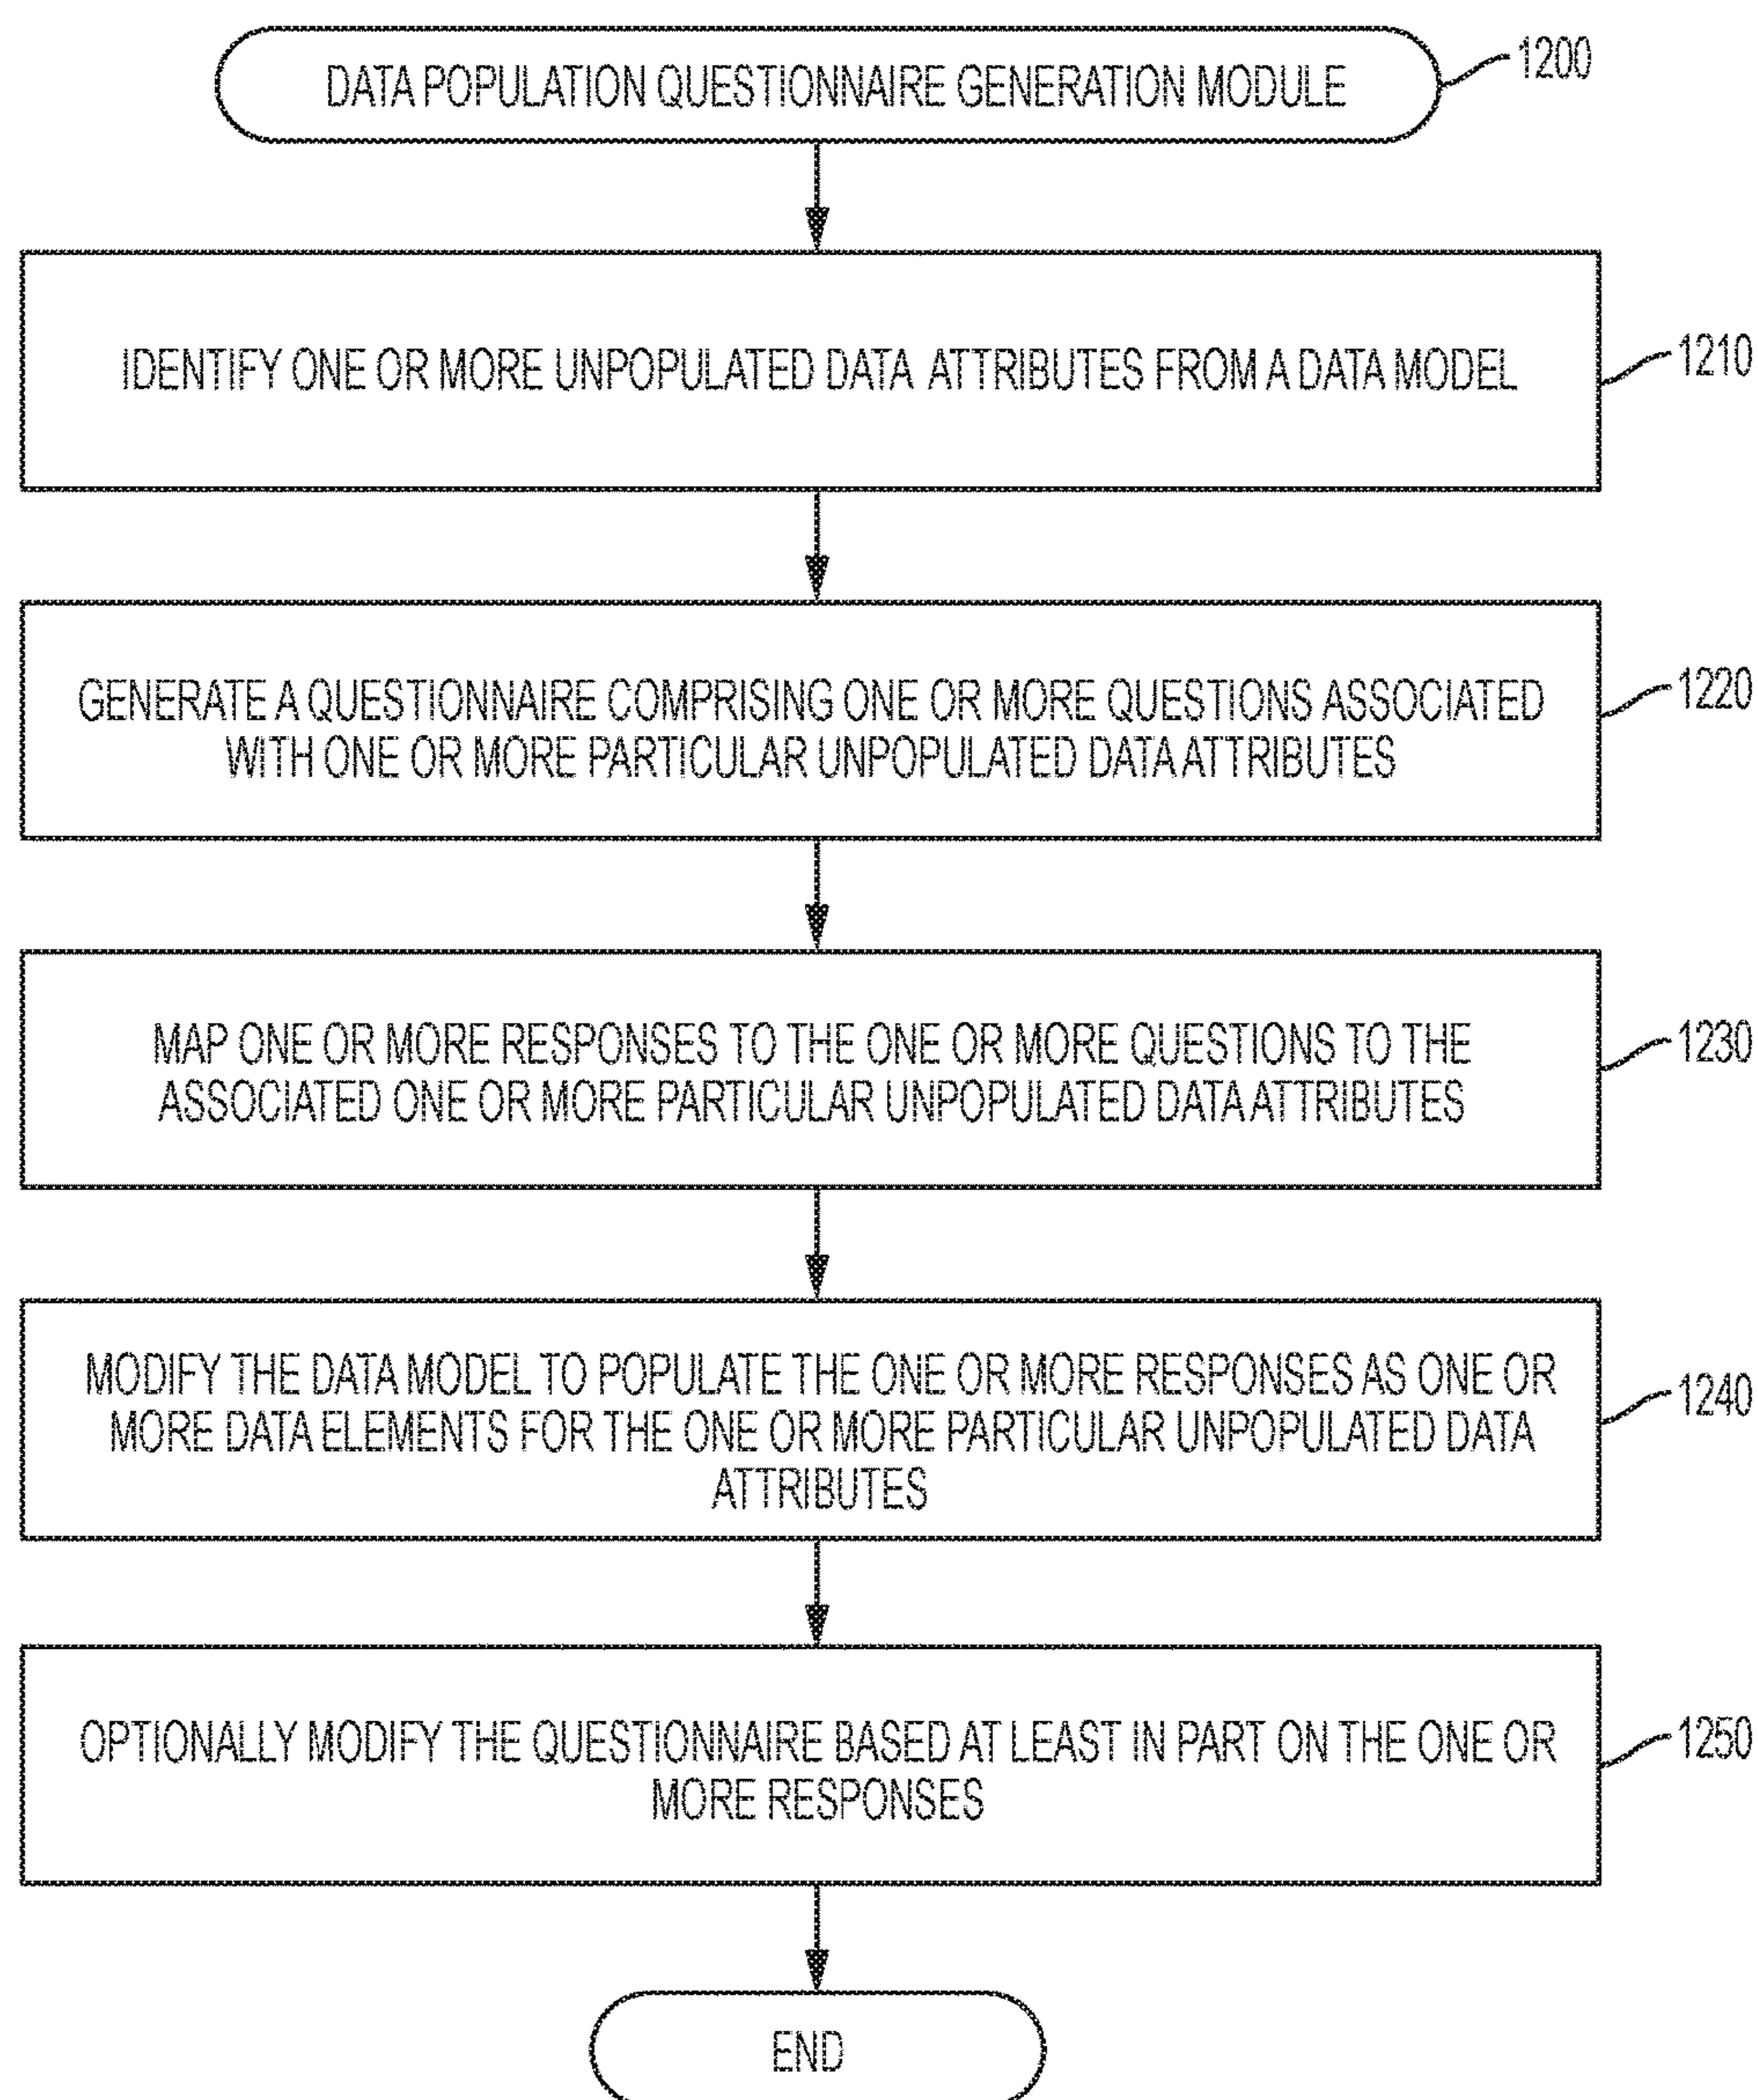 DATA POPULATION QUESTIONNAIRE GENERATION MODULE
1200
IDENTIFY ONE OR MORE UNPOPULATED DATA ATTRIBUTES FROM A DATA MODEL
1210
GENERATE A QUESTIONNAIRE COMPRISING ONE OR MORE QUESTIONS ASSOCIATED
WITH ONE OR MORE PARTICULAR UNPOPULATED DATA ATTRIBUTES
1220
MAP ONE OR MORE RESPONSES TO THE ONE OR MORE QUESTIONS TO THE
ASSOCIATED ONE OR MORE PARTICULAR UNPOPULATED DATA ATTRIBUTES
1230
MODIFY THE DATA MODEL TO POPULATE THE ONE OR MORE RESPONSES AS ONE OR
MORE DATA ELEMENTS FOR THE ONE OR MORE PARTICULAR UNPOPULATED DATA
ATTRIBUTES
1240
OPTIONALLY MODIFY THE QUESTIONNAIRE BASED AT LEAST IN PART ON THE ONE OR
MORE RESPONSES
1250
END